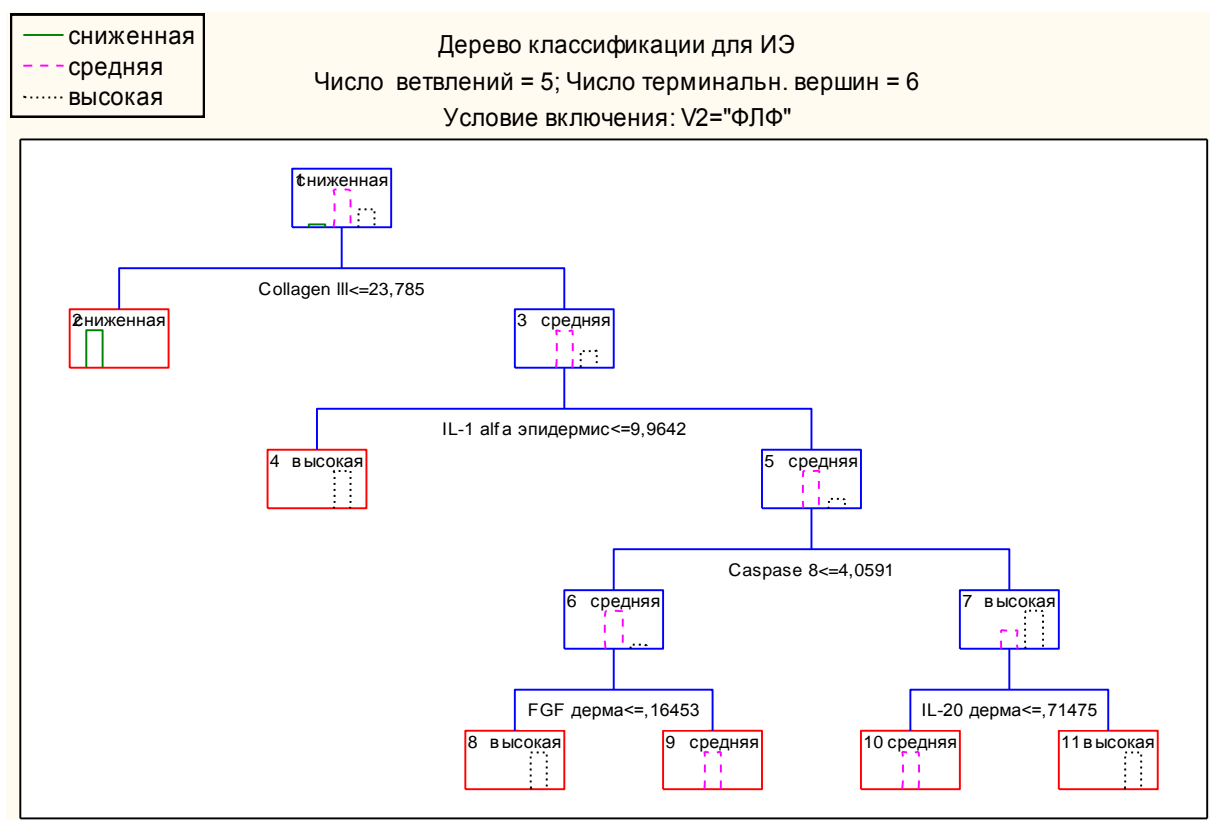 сниженная
средняя
высокая
Дерево классификации для ИЭ
Число ветвлений = 5; Число терминальн. вершин = 6
Условие включения: V2="ФЛФ"
1 сниженная
Collagen III<=23,785
2 сниженная
3 средняя
IL-1 alfa эпидермис<=9,9642
4 высокая
5 средняя
Caspase 8<=4,0591
6 средняя
7 высокая
FGF дерма<=,16453
IL-20 дерма<=,71475
8 высокая
9 средняя
10 средняя
11 высокая